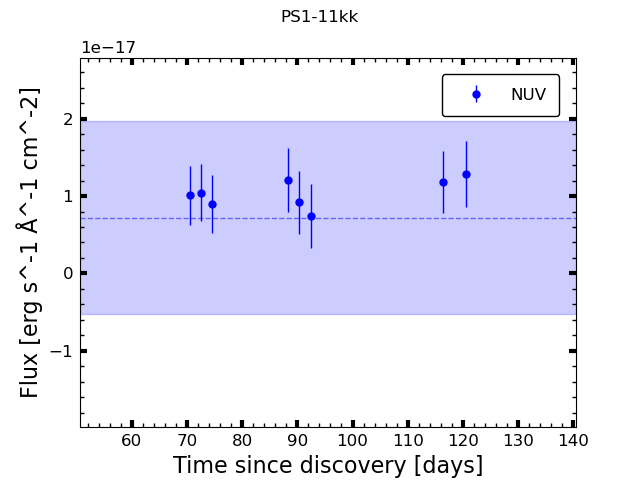 PS1-11kk
1e−17
NUV
2
1
0
−1
Flux [erg s^-1 Å^-1 cm^-2]
60 70 80 90 100 110 120 130 140
Time since discovery [days]